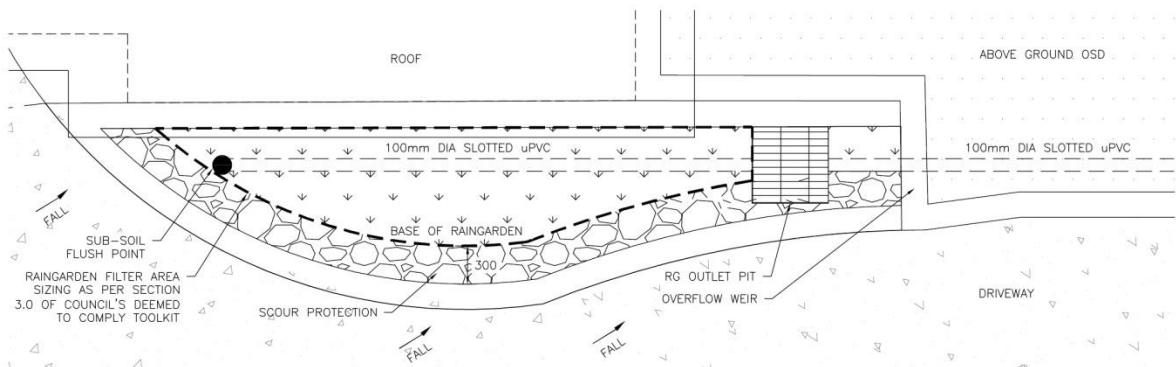 ROOF
ABOVE GROUND OSD
100mm DIA SLOTTED uPVC
100mm DIA SLOTTED uPVC
FALL
SUB-SOIL
FLUSH POINT
BASE OF RAINGARDEN
300
RAINGARDEN FILTER AREA
SIZING AS PER SECTION
3.0 OF COUNCIL'S DEEMED
TO COMPLY TOOLKIT
SCOUR PROTECTION
RG OUTLET PIT
OVERFLOW WEIR
DRIVEWAY
FALL
FALL